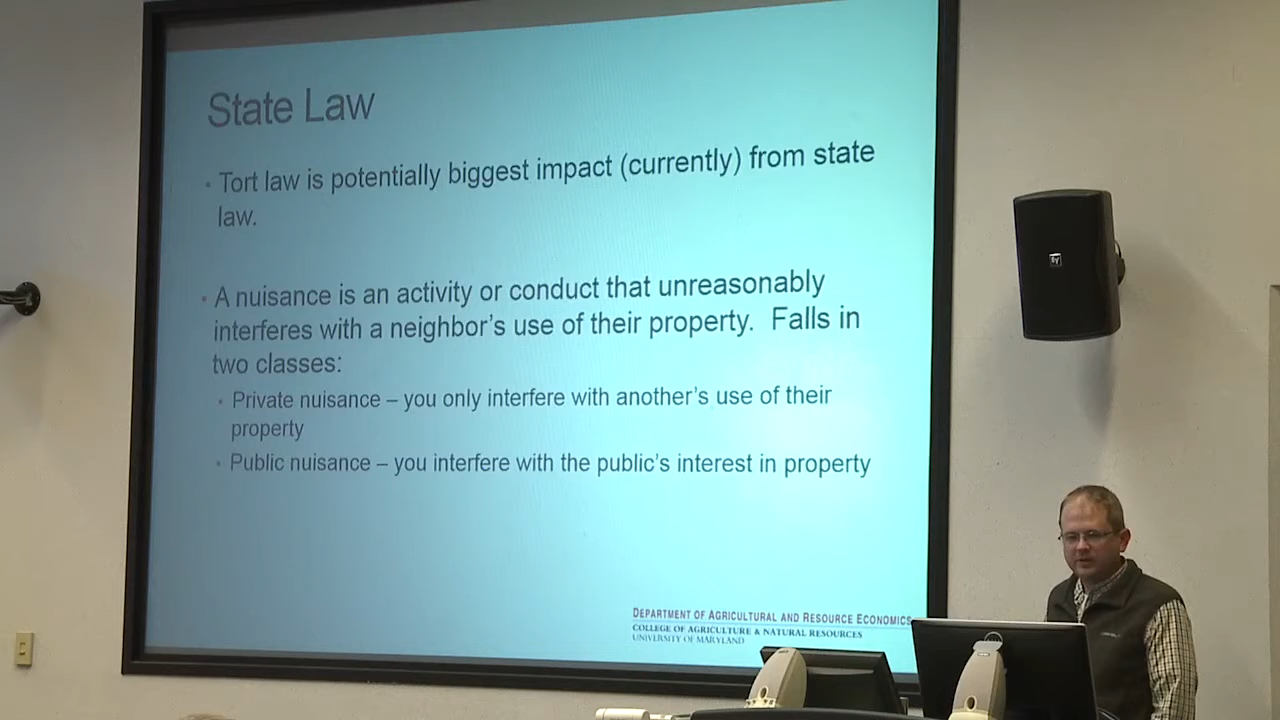 State Law
• Tort law is potentially biggest impact (currently) from state
law.
• A nuisance is an activity or conduct that unreasonably
interferes with a neighbor's use of their property. Falls in
two classes:
• Private nuisance – you only interfere with another's use of their
property
• Public nuisance – you interfere with the public's interest in property
DEPARTMENT OF AGRICULTURAL AND RESOURCE ECONOMICS
COLLEGE OF AGRICULTURE & NATURAL RESOURCES
UNIVERSITY OF MARYLAND
EV